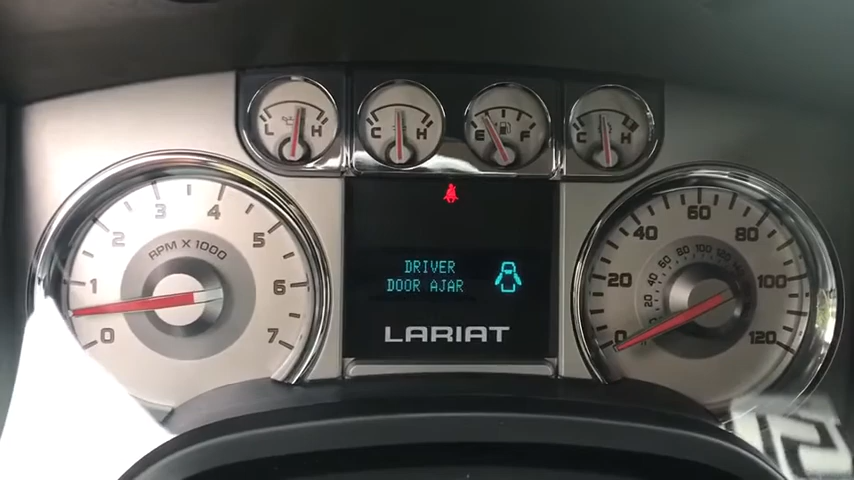 L H
C H
E F
C H
0 1 2 3 4 5 6 7
RPM X 1000
DRIVER
DOOR AJAR
LARIAT
0 20 40 60 80 100 120
20 40 60 80 100